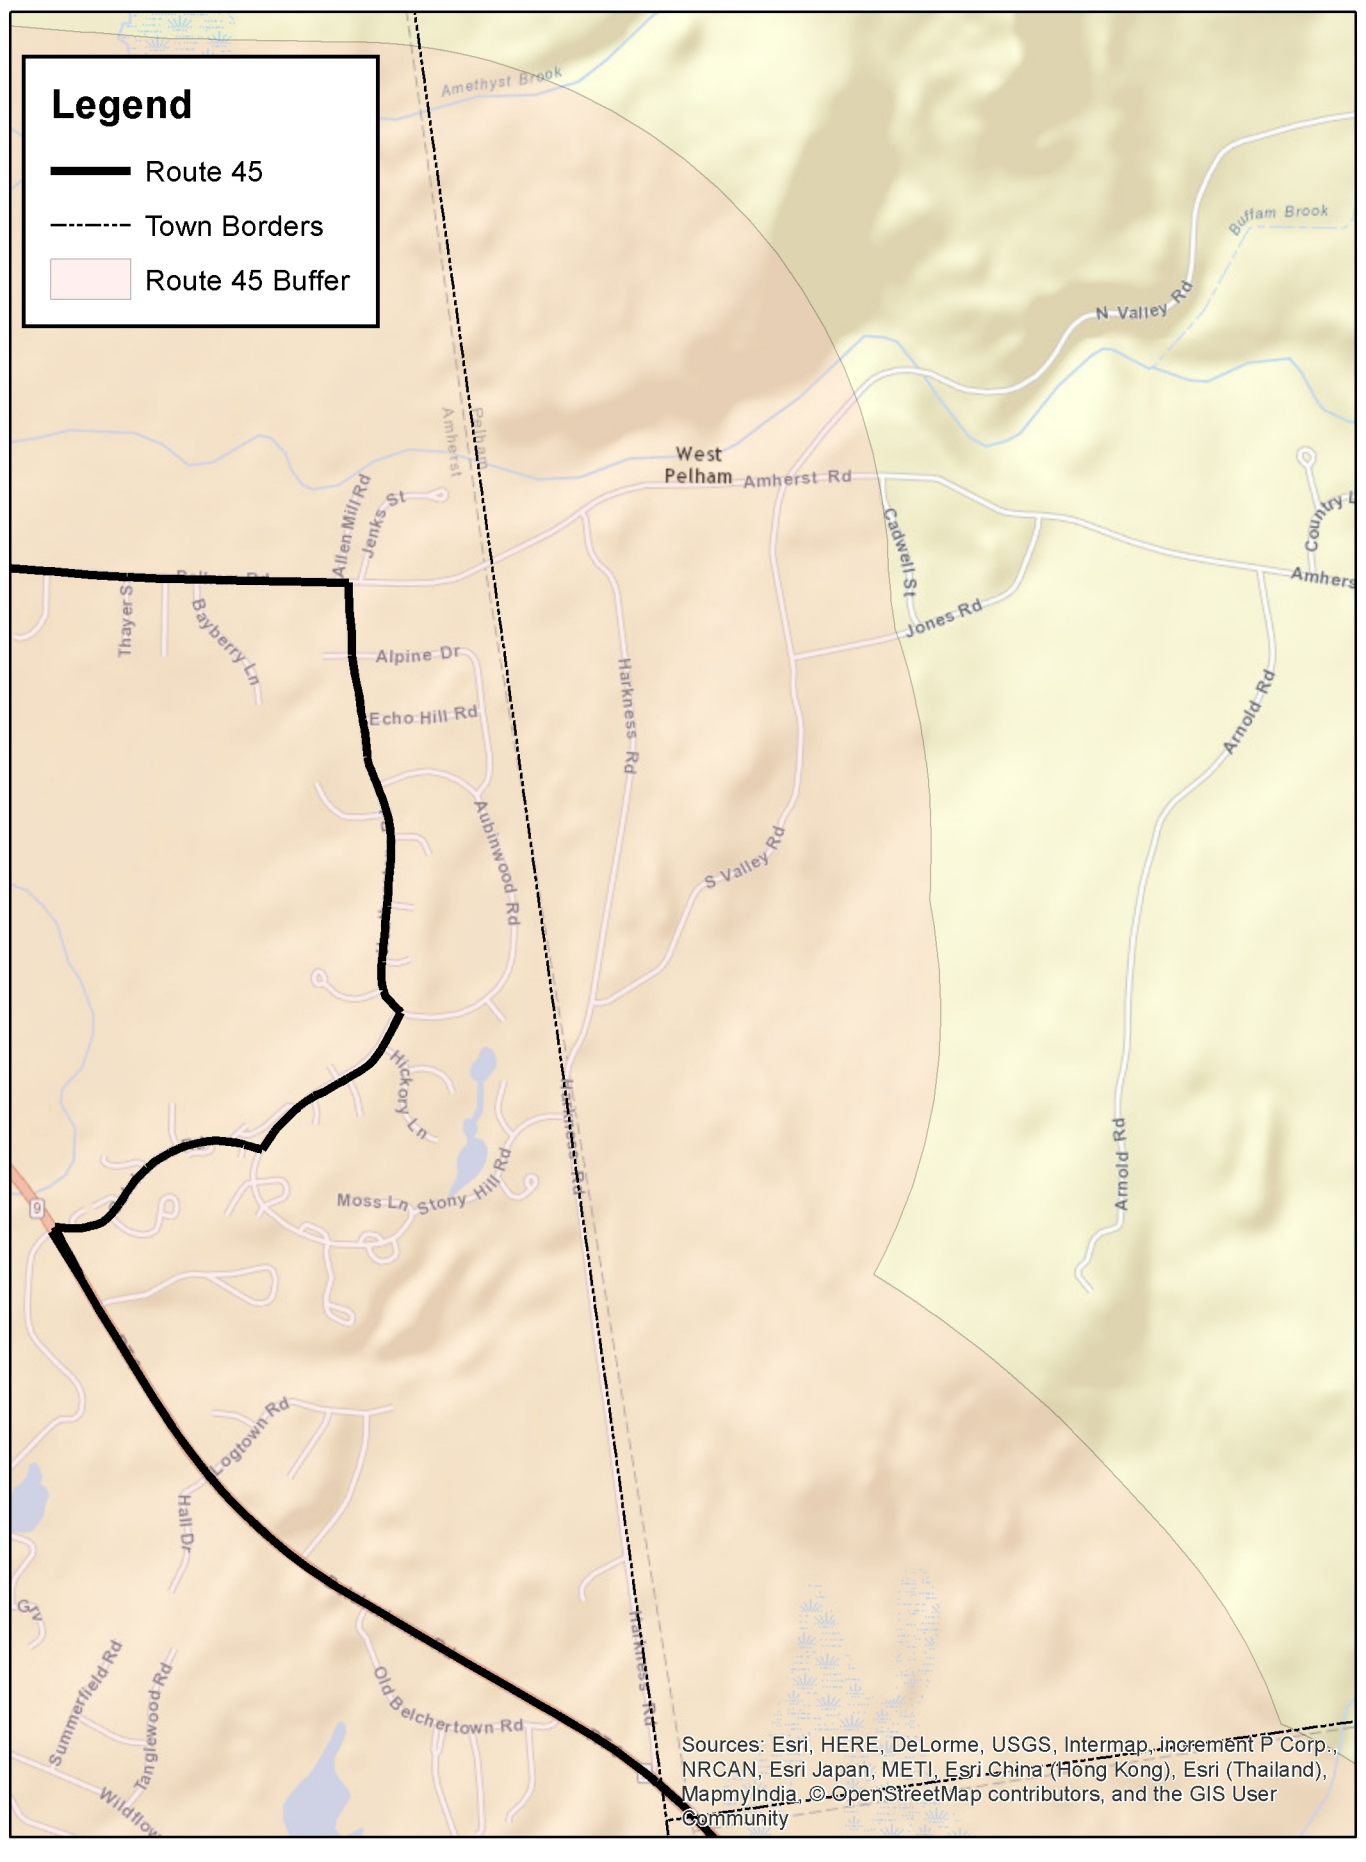 Legend
Route 45
Town Borders
Route 45 Buffer
Amethyst Brook
Buffam Brook
N Valley Rd
Pelham
Amherst
West
Pelham
Amherst Rd
Allen Mill Rd
Jenks St
Cadwell St
Jones Rd
Country L
Amhers
Thayer S
Bayberry Ln
Alpine Dr
Echo Hill Rd
Harkness Rd
Arnold Rd
Aubinwood Rd
S Valley Rd
Hickory Ln
Harkness Rd
Arnold Rd
Moss Ln
Stony Hill Rd
9
Logtown Rd
Hall Dr
Harkness Rd
Summerfield Rd
Tanglewood Rd
Old Belchertown Rd
Wildflow
Sources: Esri, HERE, DeLorme, USGS, Intermap, increment P Corp.,
NRCAN, Esri Japan, METI, Esri China (Hong Kong), Esri (Thailand),
MapmyIndia, © OpenStreetMap contributors, and the GIS User
Community